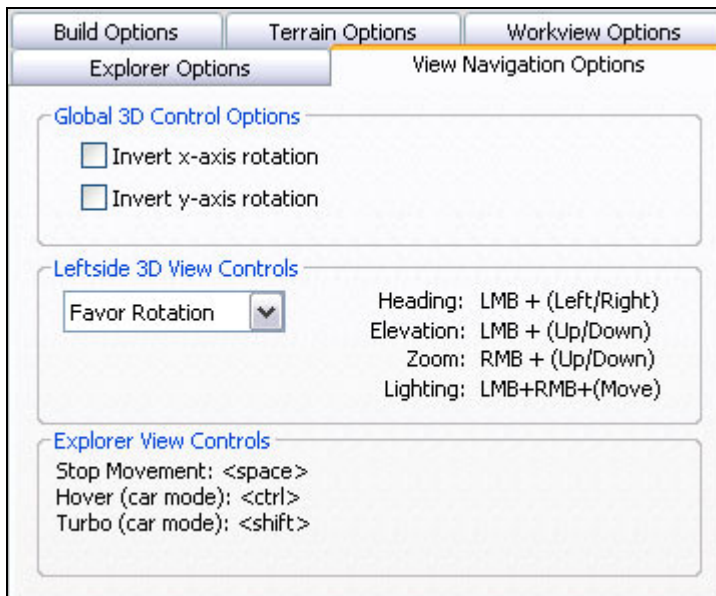 Build Options Terrain Options Workview Options
Explorer Options View Navigation Options
Global 3D Control Options
Invert x-axis rotation
Invert y-axis rotation
Leftside 3D View Controls
Favor Rotation
Heading: LMB + (Left/Right)
Elevation: LMB + (Up/Down)
Zoom: RMB + (Up/Down)
Lighting: LMB+RMB+(Move)
Explorer View Controls
Stop Movement: <space>
Hover (car mode): <ctrl>
Turbo (car mode): <shift>